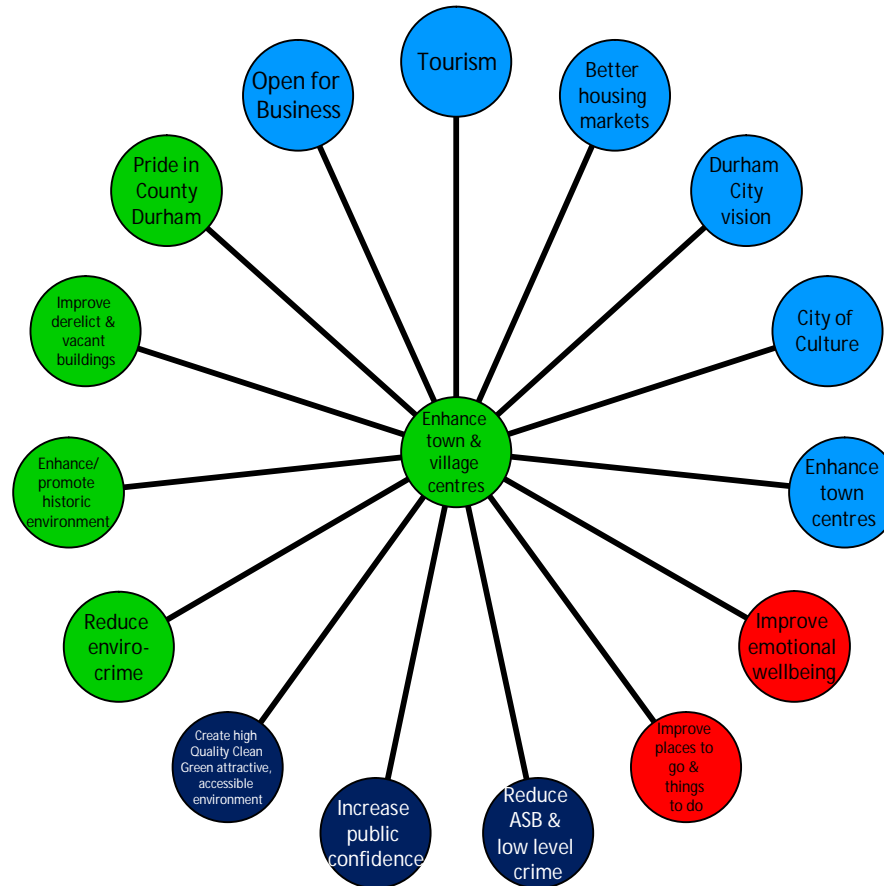 Tourism
Better
housing
markets
Durham
City
vision
City of
Culture
Enhance
town
centres
Improve
emotional
wellbeing
Improve
places to
go &
things
to do
Reduce
ASB &
low level
crime
Increase
public
confidence
Create high
Quality Clean
Green attractive,
accessible
environment
Reduce
enviro-
crime
Enhance/
promote
historic
environment
Improve
derelict &
vacant
buildings
Pride in
County
Durham
Open for
Business
Enhance
town &
village
centres